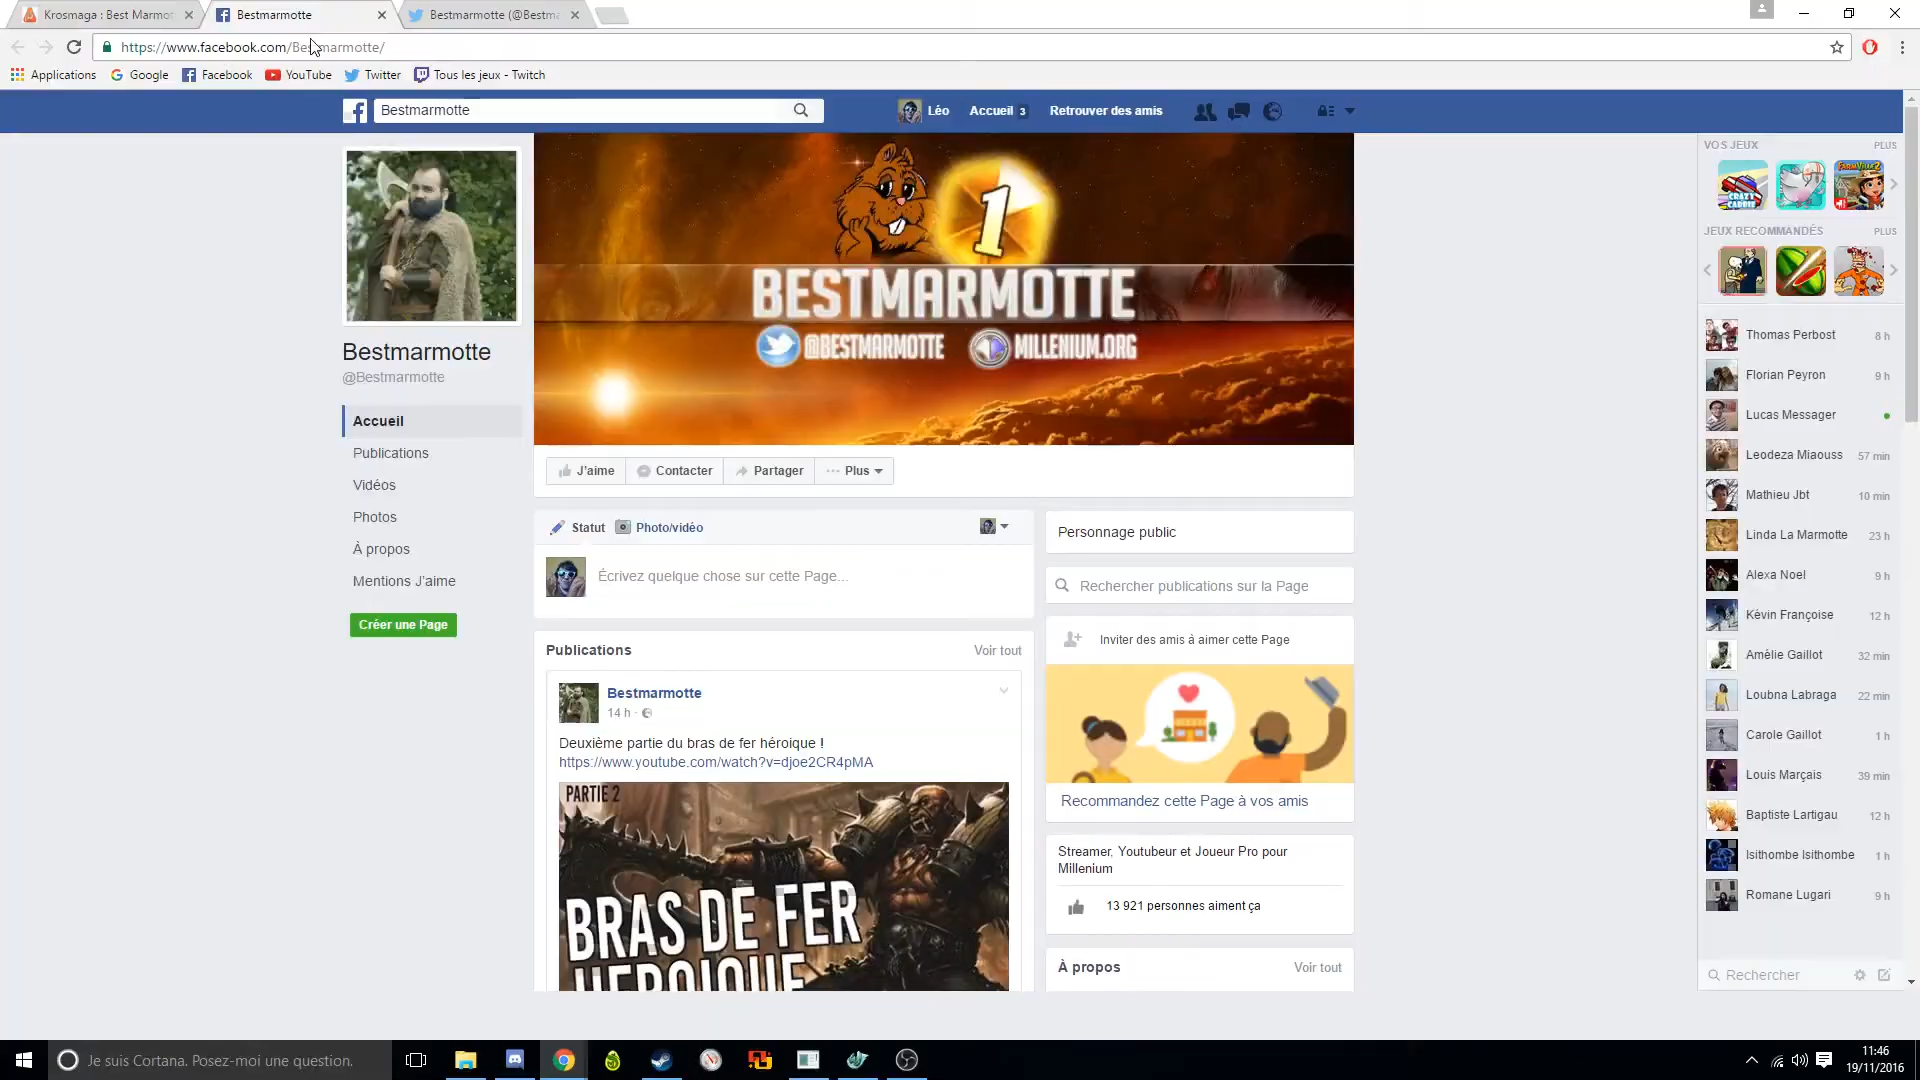 Krosmaga : Best Marmot
Bestmarmotte
Bestmarmotte (@Bestma
https://www.facebook.com/Bestmarmotte/
Applications
Google
Facebook
YouTube
Twitter
Tous les jeux - Twitch
Bestmarmotte
Léo
Accueil 3
Retrouver des amis
1
BESTMARMOTTE
@BESTMARMOTTE
MILLENIUM.ORG
Bestmarmotte
@Bestmarmotte
Accueil
Publications
Vidéos
Photos
À propos
Mentions J'aime
Créer une Page
J'aime
Contacter
Partager
Plus
Statut
Photo/vidéo
Écrivez quelque chose sur cette Page...
Publications
Voir tout
Bestmarmotte
14 h ·
Deuxième partie du bras de fer héroique !
https://www.youtube.com/watch?v=djoe2CR4pMA
PARTIE 2
BRAS DE FER
HEROIQUE
Personnage public
Rechercher publications sur la Page
Inviter des amis à aimer cette Page
Recommandez cette Page à vos amis
Streamer, Youtubeur et Joueur Pro pour
Millenium
13 921 personnes aiment ça
À propos
Voir tout
VOS JEUX
PLUS
CRAZY
CABBIE
FARMVILLE 2
JEUX RECOMMANDÉS
PLUS
Thomas Perbost 8 h
Florian Peyron 9 h
Lucas Messager
Leodeza Miaouss 57 min
Mathieu Jbt 10 min
Linda La Marmotte 23 h
Alexa Noel 9 h
Kévin Françoise 12 h
Amélie Gaillot 32 min
Loubna Labraga 22 min
Carole Gaillot 1 h
Louis Marçais 39 min
Baptiste Lartigau 12 h
Isithombe Isithombe 1 h
Romane Lugari 9 h
Rechercher
Je suis Cortana. Posez-moi une question.
11:46
19/11/2016